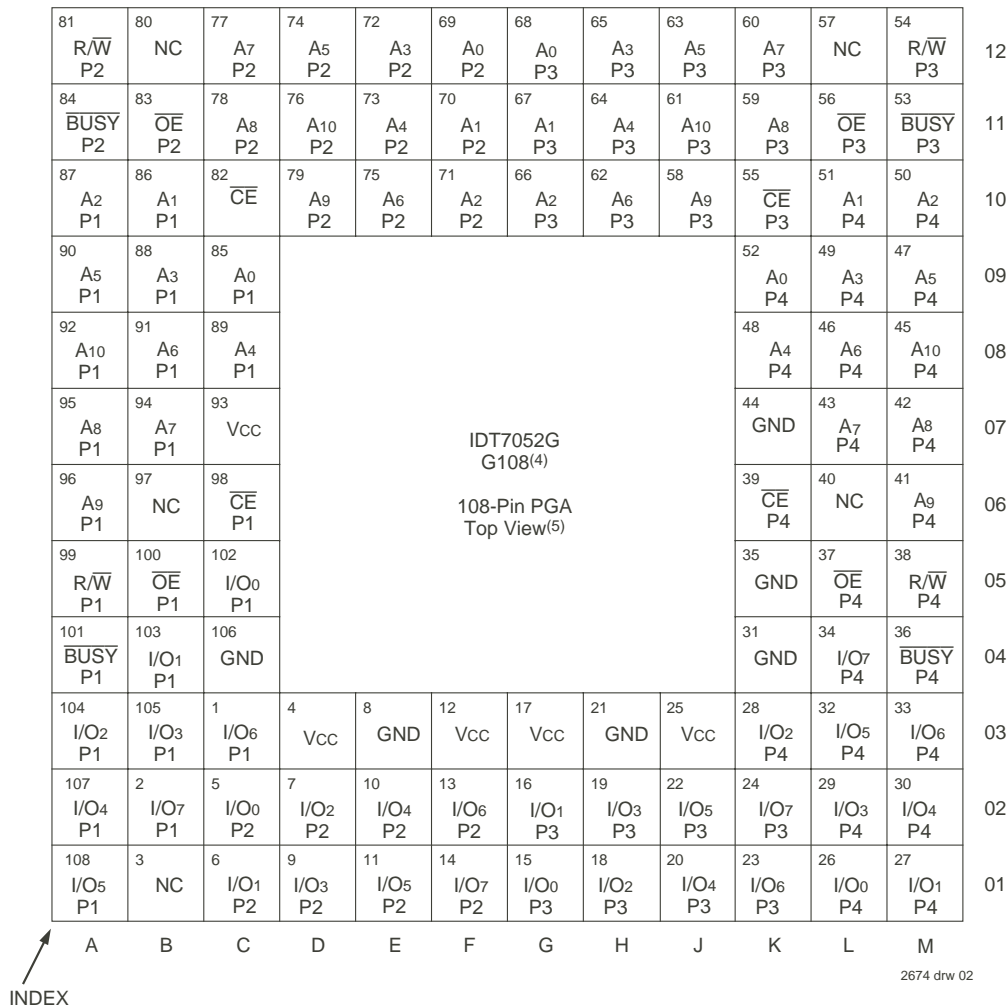 81 80 77 74 72 69 68 65 63 60 57 54
R/W NC A7 A5 A3 A0 A0 A3 A5 A7 NC R/W 12
P2 P2 P2 P2 P2 P3 P3 P3 P3 P3
84 83 78 76 73 70 67 64 61 59 56 53
BUSY OE A8 A10 A4 A1 A1 A4 A10 A8 OE BUSY 11
P2 P2 P2 P2 P2 P2 P3 P3 P3 P3 P3 P3
87 86 82 79 75 71 66 62 58 55 51 50
A2 A1 CE A9 A6 A2 A2 A6 A9 CE A1 A2 10
P1 P1 P2 P2 P2 P3 P3 P3 P3 P4 P4
90 88 85 52 49 47
A5 A3 A0 A0 A3 A5 09
P1 P1 P1 P4 P4 P4
92 91 89 48 46 45
A10 A6 A4 A4 A6 A10 08
P1 P1 P1 P4 P4 P4
95 94 93 44 43 42
A8 A7 VCC GND A7 A8 07
P1 P1 P4 P4
IDT7052G
G108(4)
108-Pin PGA
Top View(5)
96 97 98 39 40 41
A9 NC CE CE NC A9 06
P1 P1 P4 P4
99 100 102 35 37 38
R/W OE I/O0 GND OE R/W 05
P1 P1 P1 P4 P4
101 103 106 31 34 36
BUSY I/O1 GND GND I/O7 BUSY 04
P1 P1 P4 P4
104 105 1 4 8 12 17 21 25 28 32 33
I/O2 I/O3 I/O6 VCC GND VCC VCC GND VCC I/O2 I/O5 I/O6 03
P1 P1 P1 P4 P4 P4
107 2 5 7 10 13 16 19 22 24 29 30
I/O4 I/O7 I/O0 I/O2 I/O4 I/O6 I/O1 I/O3 I/O5 I/O7 I/O3 I/O4 02
P1 P1 P2 P2 P2 P2 P3 P3 P3 P3 P4 P4
108 3 6 9 11 14 15 18 20 23 26 27
I/O5 NC I/O1 I/O3 I/O5 I/O7 I/O0 I/O2 I/O4 I/O6 I/O0 I/O1 01
P1 P2 P2 P2 P2 P3 P3 P3 P3 P4 P4
A B C D E F G H J K L M
2674 drw 02
INDEX